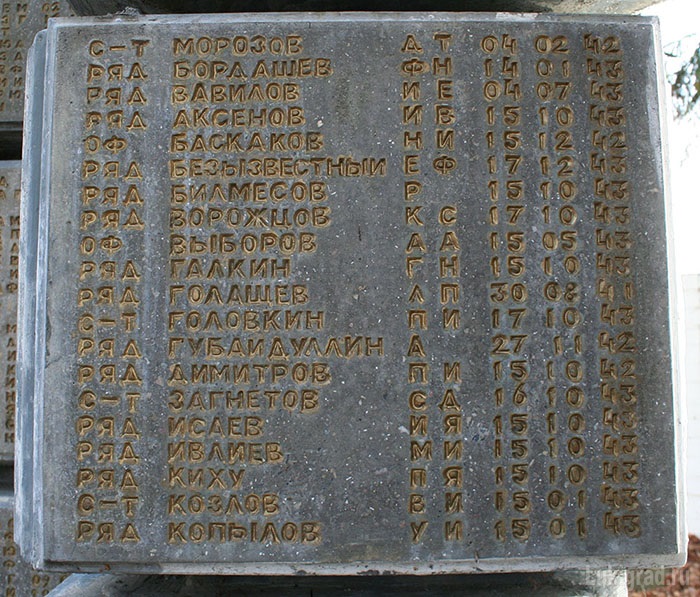 С-Т МОРОЗОВ А Т 04 02 42
РЯД БОРДАШЕВ Ф Н 14 01 43
РЯД ВАВИЛОВ И Е 04 07 43
РЯД АКСЕНОВ И В 15 10 43
ОФ БАСКАКОВ Н И 15 12 42
РЯД БЕЗЫЗВЕСТНЫЙ Е Ф 17 12 43
РЯД БИЛМЕСОВ Р 15 10 43
РЯД ВОРОЖЦОВ К С 17 10 43
ОФ ВЫБОРОВ А А 15 05 43
РЯД ГАЛКИН Г Н 15 10 43
РЯД ГОЛАШЕВ Л П 30 08 41
С-Т ГОЛОВКИН П И 17 10 43
РЯД ГУБАЙДУЛЛИН А 27 11 42
РЯД ДИМИТРОВ П И 15 10 42
С-Т ЗАГНЕТОВ С Д 16 10 43
РЯД ИСАЕВ И Я 15 10 43
РЯД ИВЛИЕВ М И 15 10 43
РЯД КИХУ П Я 15 10 43
С-Т КОЗЛОВ В И 15 01 43
РЯД КОПЫЛОВ У И 15 01 43